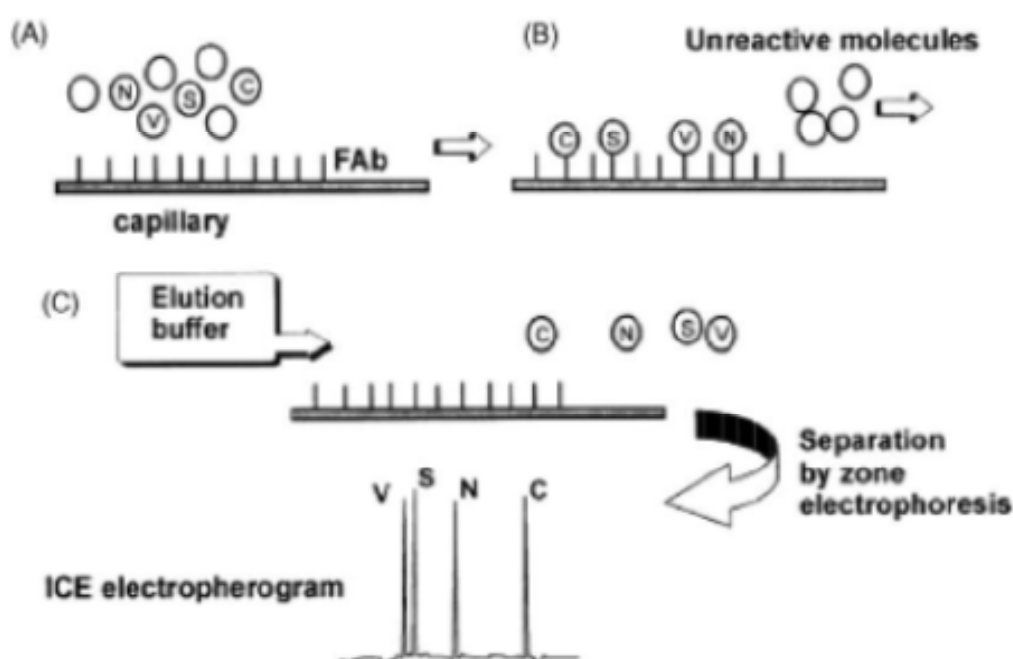 (A)
N
S
C
V
FAb
capillary
(B)
Unreactive molecules
C
S
V
N
(C)
Elution
buffer
C
N
S
V
Separation
by zone
electrophoresis
V
S
N
C
ICE electropherogram